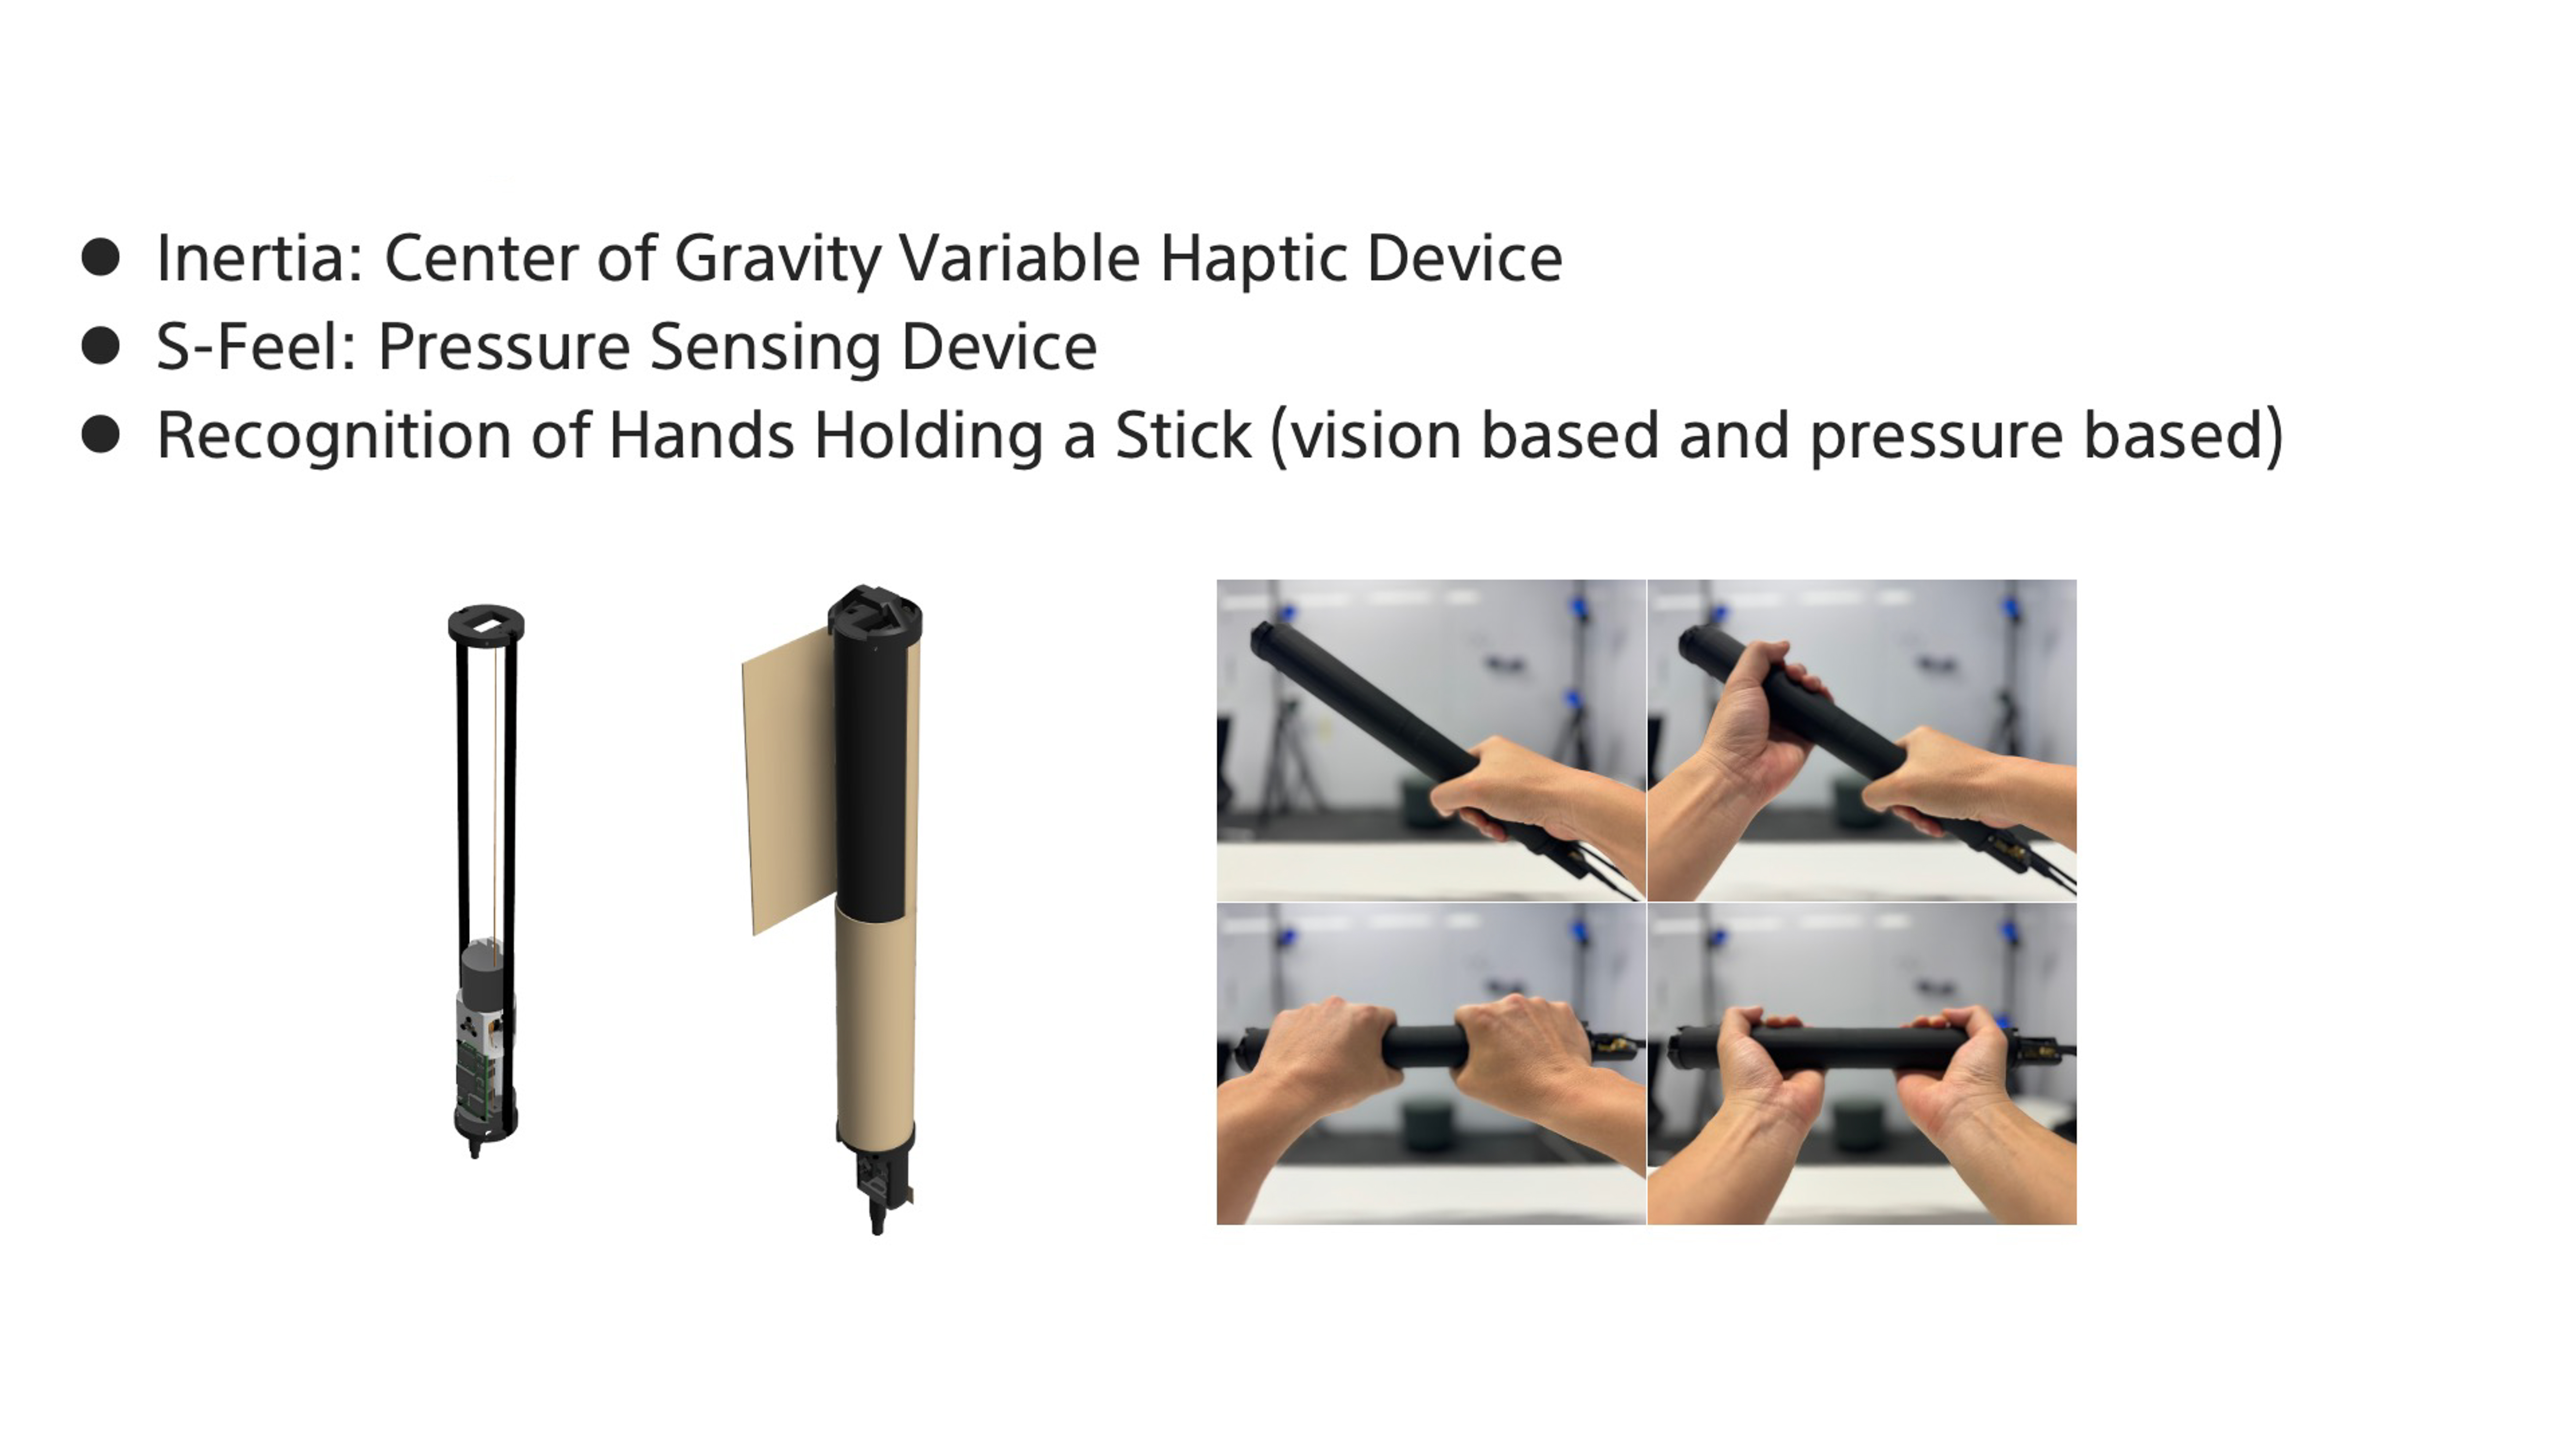 ● Inertia: Center of Gravity Variable Haptic Device
● S-Feel: Pressure Sensing Device
● Recognition of Hands Holding a Stick (vision based and pressure based)